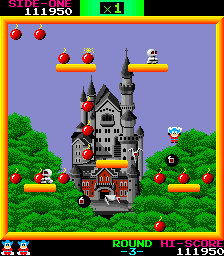 SIDE-ONE
111950
×1
ROUND HI-SCORE
-3- 111950